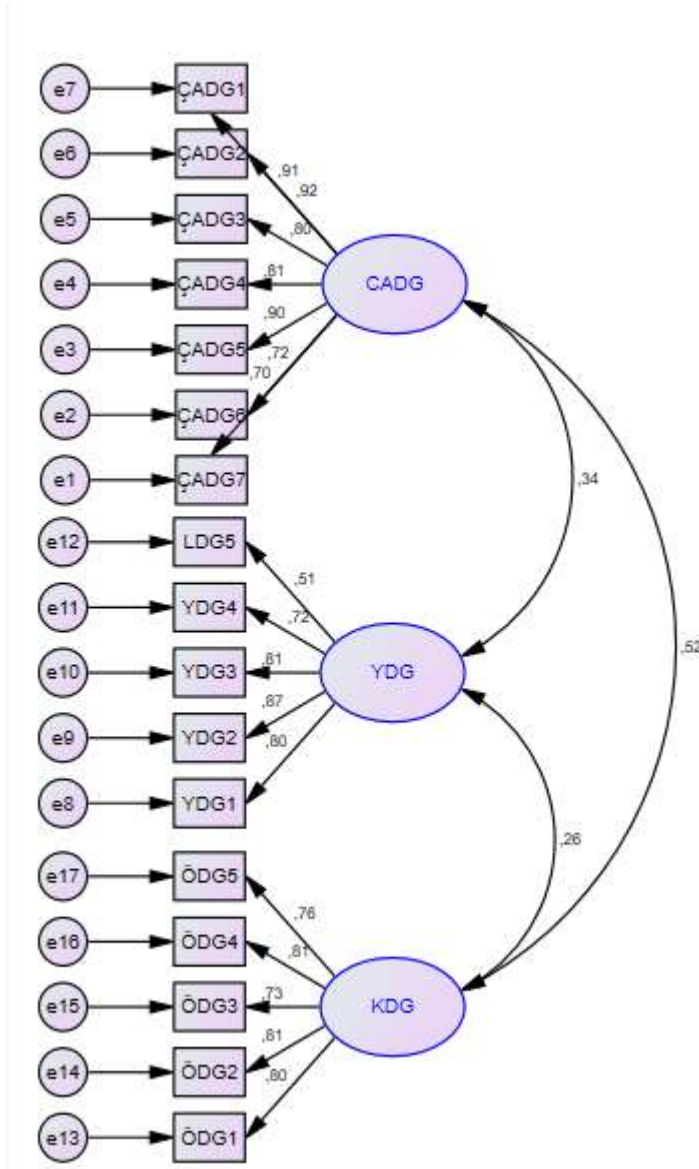 e7
ÇADG1
e6
ÇADG2
,91
,92
e5
ÇADG3
,80
e4
ÇADG4
,81
CADG
e3
ÇADG5
,90
,72
,70
e2
ÇADG6
e1
ÇADG7
,34
e12
LDG5
,51
e11
YDG4
,72
e10
YDG3
,81
YDG
,52
e9
YDG2
,87
,80
e8
YDG1
,26
e17
ÖDG5
,76
e16
ÖDG4
,81
e15
ÖDG3
,73
KDG
e14
ÖDG2
,81
,80
e13
ÖDG1